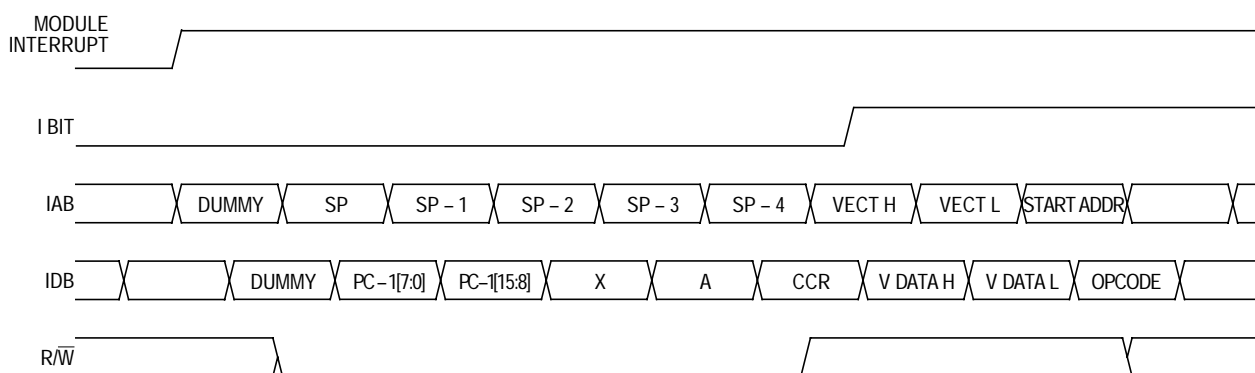 MODULE
INTERRUPT
I BIT
IAB DUMMY SP SP – 1 SP – 2 SP – 3 SP – 4 VECT H VECT L START ADDR
IDB DUMMY PC – 1[7:0] PC–1[15:8] X A CCR V DATA H V DATA L OPCODE
R/W̅